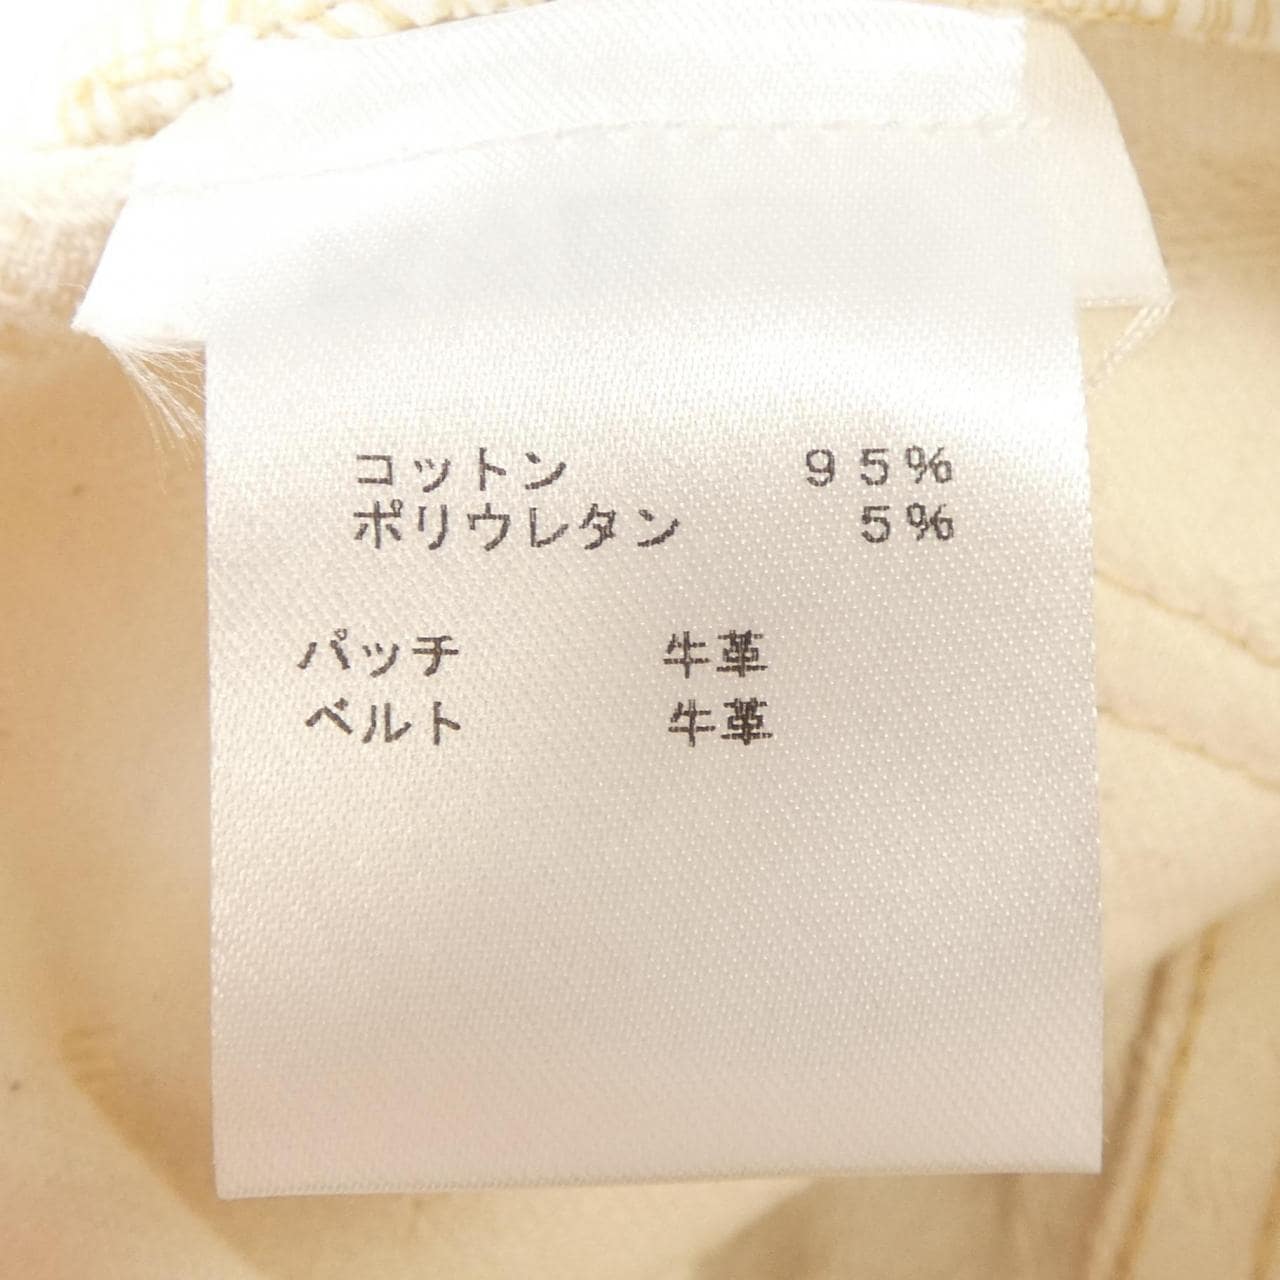 コットン 95%
ポリウレタン 5%
パッチ 牛革
ベルト 牛革